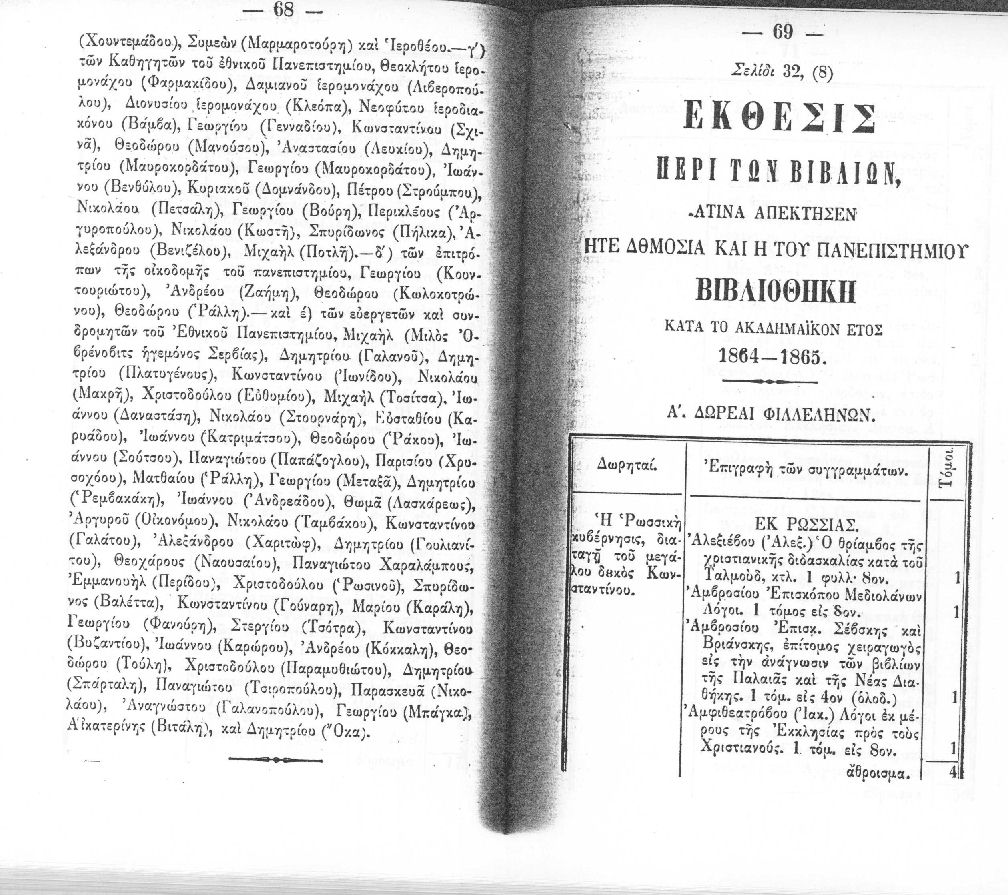 — 68 —
(Χουντεμάδου), Συμεὼν (Μαρμαροτούρη) καὶ Ἱεροθέου.—γ')
τῶν Καθηγητῶν τοῦ ἐθνικοῦ Πανεπιστημίου, Θεοκλήτου ἱερο-
μονάχου (Φαρμακίδου), Δαμιανοῦ ἱερομονάχου (Λιβεροπού-
λου), Διονυσίου ἱερομονάχου (Κλεόπα), Νεοφύτου ἱεροδια-
κόνου (Βάμβα), Γεωργίου (Γενναδίου), Κωνσταντίνου (Σχι-
νᾶ), Θεοδώρου (Μανούσου), Ἀναστασίου (Λευκίου), Δημη-
τρίου (Μαυροκορδάτου), Γεωργίου (Μαυροκορδάτου), Ἰωάν-
νου (Βενθύλου), Κυριακοῦ (Δομνάνδου), Πέτρου (Στρούμπου),
Νικολάου (Πετσάλη), Γεωργίου (Βούρη), Περικλέους (Ἀρ-
γυροπούλου), Νικολάου (Κωστῆ), Σπυρίδωνος (Πήλικα), Ἀ-
λεξάνδρου (Βενιζέλου), Μιχαὴλ (Ποτλῆ).—δ') τῶν ἐπιτρό-
πων τῆς οἰκοδομῆς τοῦ πανεπιστημίου, Γεωργίου (Κουν-
τουριώτου), Ἀνδρέου (Ζαήμη), Θεοδώρου (Κωλοκοτρώ-
νου), Θεοδώρου (Ῥάλλη).—καὶ έ) τῶν εὐεργετῶν καὶ συν-
δρομητῶν τοῦ Ἐθνικοῦ Πανεπιστημίου, Μιχαὴλ (Μιλὸς Ὀ-
βρένοβιτς ἡγεμόνος Σερβίας), Δημητρίου (Γαλανοῦ), Δημη-
τρίου (Πλατυγένους), Κωνσταντίνου (Ἰωνίδου), Νικολάου
(Μακρῆ), Χριστοδούλου (Εὐθυμίου), Μιχαὴλ (Τοσίτσα), Ἰω-
άννου (Δαναστάση), Νικολάου (Στουρνάρη), Εὐσταθίου (Κα-
ρυάδου), Ἰωάννου (Κατριμάτσου), Θεοδώρου (Ῥάκου), Ἰω-
άννου (Σούτσου), Παναγιώτου (Παπάζογλου), Παρισίου (Χρυ-
σοχόου), Ματθαίου (Ῥάλλη), Γεωργίου (Μεταξᾶ), Δημητρίου
(Ῥεμβακάκη), Ἰωάννου (Ἀνδρεάδου), Θωμᾶ (Λασκάρεως),
Ἀργυροῦ (Οἰκονόμου), Νικολάου (Ταμβάκου), Κωνσταντίνου
(Γαλάτου), Ἀλεξάνδρου (Χαριτὼφ), Δημητρίου (Γουλιανί-
του), Θεοχάρους (Ναουσαίου), Παναγιώτου Χαραλάμπους,
Ἐμμανουὴλ (Περίδου), Χριστοδούλου (Ῥωσινοῦ), Σπυρίδω-
νος (Βαλέττα), Κωνσταντίνου (Γούναρη), Μαρίου (Καράλη),
Γεωργίου (Φανούρη), Στεργίου (Τσότρα), Κωνσταντίνου
(Βυζαντίου), Ἰωάννου (Καρώρου), Ἀνδρέου (Κόκκαλη), Θεο-
δώρου (Τούλη), Χριστοδούλου (Παραμυθιώτου), Δημητρίου
(Σπάρταλη), Παναγιώτου (Τσιροπούλου), Παρασκευᾶ (Νικο-
λάου), Ἀναγνώστου (Γαλανοπούλου), Γεωργίου (Μπάγκα),
Αἰκατερίνης (Βιτάλη), καὶ Δημητρίου (Ὄκα).
— 69 —
Σελίδι 32, (8)
ΕΚΘΕΣΙΣ
ΠΕΡΙ ΤΩΝ ΒΙΒΛΙΩΝ,
ΑΤΙΝΑ ΑΠΕΚΤΗΣΕΝ
ΗΤΕ ΔΘΜΟΣΙΑ ΚΑΙ Η ΤΟΥ ΠΑΝΕΠΙΣΤΗΜΙΟΥ
ΒΙΒΛΙΟΘΗΚΗ
ΚΑΤΑ ΤΟ ΑΚΑΔΗΜΑΪΚΟΝ ΕΤΟΣ
1864—1865.
Α'. ΔΩΡΕΑΙ ΦΙΛΛΕΛΗΝΩΝ.
Δωρηταί.
Ἐπιγραφὴ τῶν συγγραμμάτων.
Τόμοι
Ἡ Ῥωσσικὴ
κυβέρνησις, δια-
ταγῇ τοῦ μεγά-
λου δυκὸς Κων-
σταντίνου.
ΕΚ ΡΩΣΣΙΑΣ.
Ἀλεξιέβου (Ἀλεξ.) Ὁ θρίαμβος τῆς
χριστιανικῆς διδασκαλίας κατὰ τοῦ
Ταλμοὺδ, κτλ. 1 φυλλ. 8ον. 1
Ἀμβροσίου Ἐπισκόπου Μεδιολάνων
Λόγοι. 1 τόμος εἰς 8ον. 1
Ἀμβροσίου Ἐπισκ. Σέβσκης καὶ
Βριάνσκης, ἐπίτομος χειραγωγὸς
εἰς τὴν ἀνάγνωσιν τῶν βιβλίων
τῆς Παλαιᾶς καὶ τῆς Νέας Δια-
θήκης. 1 τόμ. εἰς 4ον (ὁλοδ.) 1
Ἀμφιθεατρόβου (Ἰακ.) Λόγοι ἐκ μέ-
ρους τῆς Ἐκκλησίας πρὸς τοὺς
Χριστιανούς. 1 τόμ. εἰς 8ον. 1
ἄθροισμα. 4